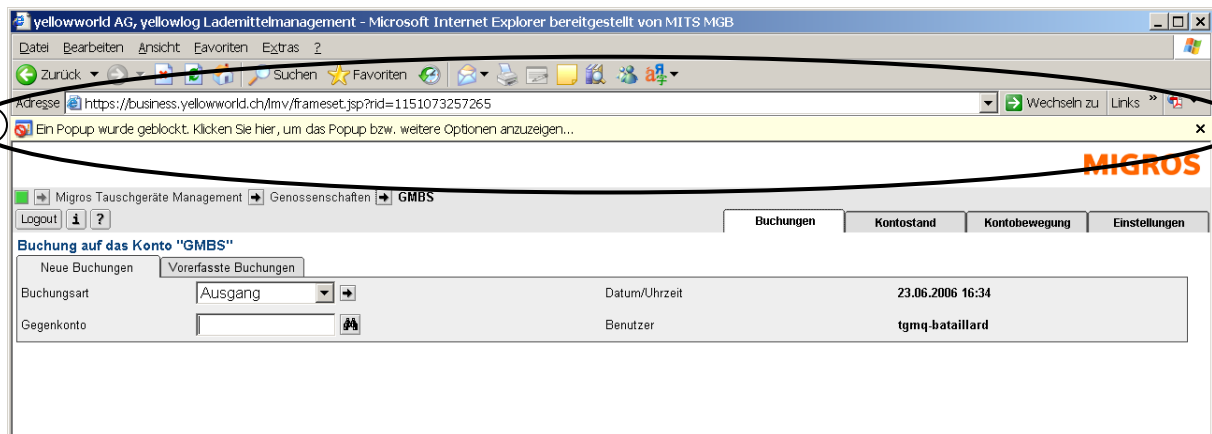 yellowworld AG, yellowlog Lademittelmanagement - Microsoft Internet Explorer bereitgestellt von MITS MGB
Datei Bearbeiten Ansicht Favoriten Extras ?
Zurück Suchen Favoriten
Adresse https://business.yellowworld.ch/lmv/frameset.jsp?rid=1151073257265 Wechseln zu Links »
Ein Popup wurde geblockt. Klicken Sie hier, um das Popup bzw. weitere Optionen anzuzeigen...
MIGROS
Migros Tauschgeräte Management Genossenschaften GMBS
Logout i ? Buchungen Kontostand Kontobewegung Einstellungen
Buchung auf das Konto "GMBS"
Neue Buchungen Vorerfasste Buchungen
Buchungsart Ausgang Datum/Uhrzeit 23.06.2006 16:34
Gegenkonto Benutzer tgmq-bataillard